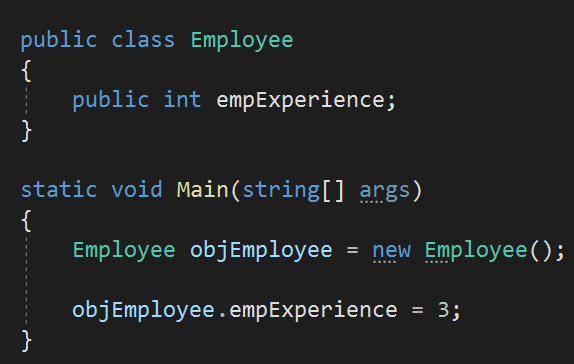 public class Employee
{
public int empExperience;
}
static void Main(string[] args)
{
Employee objEmployee = new Employee();
objEmployee.empExperience = 3;
}